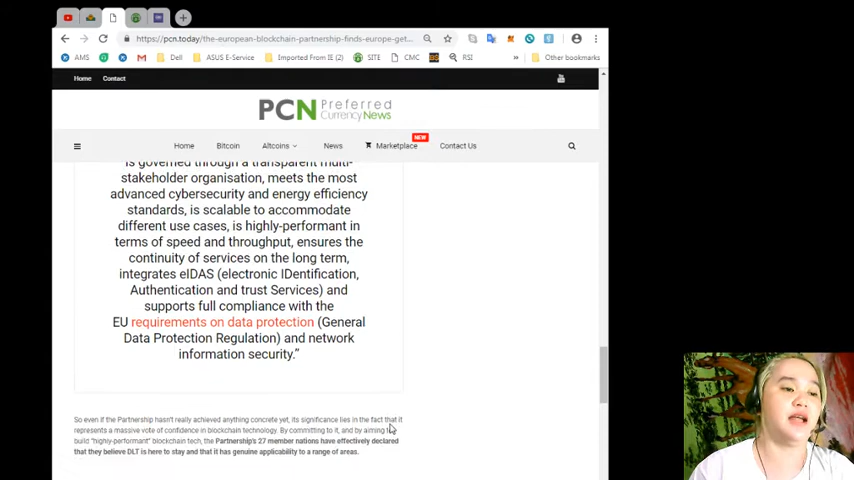 https://pcn.today/the-european-blockchain-partnership-finds-europe-get...
AMS
Dell
ASUS E-Service
Imported From IE (2)
SITE
CMC
RSI
»
Other bookmarks
Home
Contact
PCN Preferred
Currency News
NEW
Home
Bitcoin
Altcoins
News
Marketplace
Contact Us
is governed through a transparent multi-
stakeholder organisation, meets the most
advanced cybersecurity and energy efficiency
standards, is scalable to accommodate
different use cases, is highly-performant in
terms of speed and throughput, ensures the
continuity of services on the long term,
integrates eIDAS (electronic IDentification,
Authentication and trust Services) and
supports full compliance with the
EU requirements on data protection (General
Data Protection Regulation) and network
information security.”
So even if the Partnership hasn't really achieved anything concrete yet, its significance lies in the fact that it
represents a massive vote of confidence in blockchain technology. By committing to it, and by aiming to
build "highly-performant" blockchain tech, the Partnership's 27 member nations have effectively declared
that they believe DLT is here to stay and that it has genuine applicability to a range of areas.